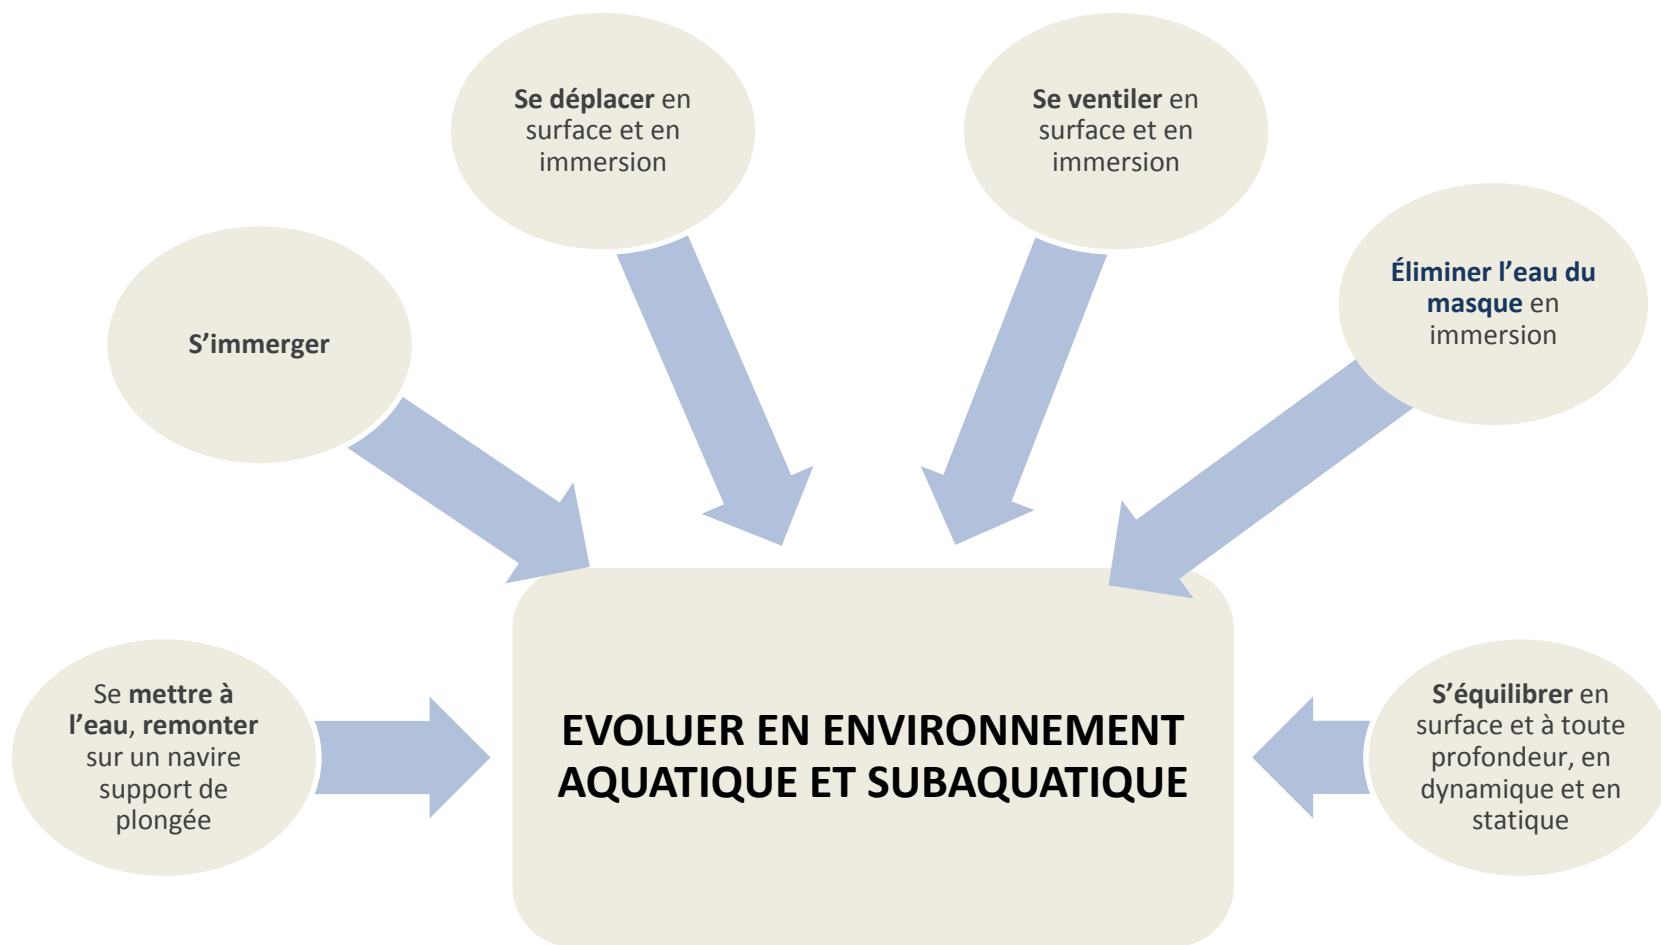 Se déplacer en
surface et en
immersion
Se ventiler en
surface et en
immersion
Éliminer l’eau du
masque en
immersion
S’immerger
Se mettre à
l’eau, remonter
sur un navire
support de
plongée
EVOLUER EN ENVIRONNEMENT
AQUATIQUE ET SUBAQUATIQUE
S’équilibrer en
surface et à toute
profondeur, en
dynamique et en
statique